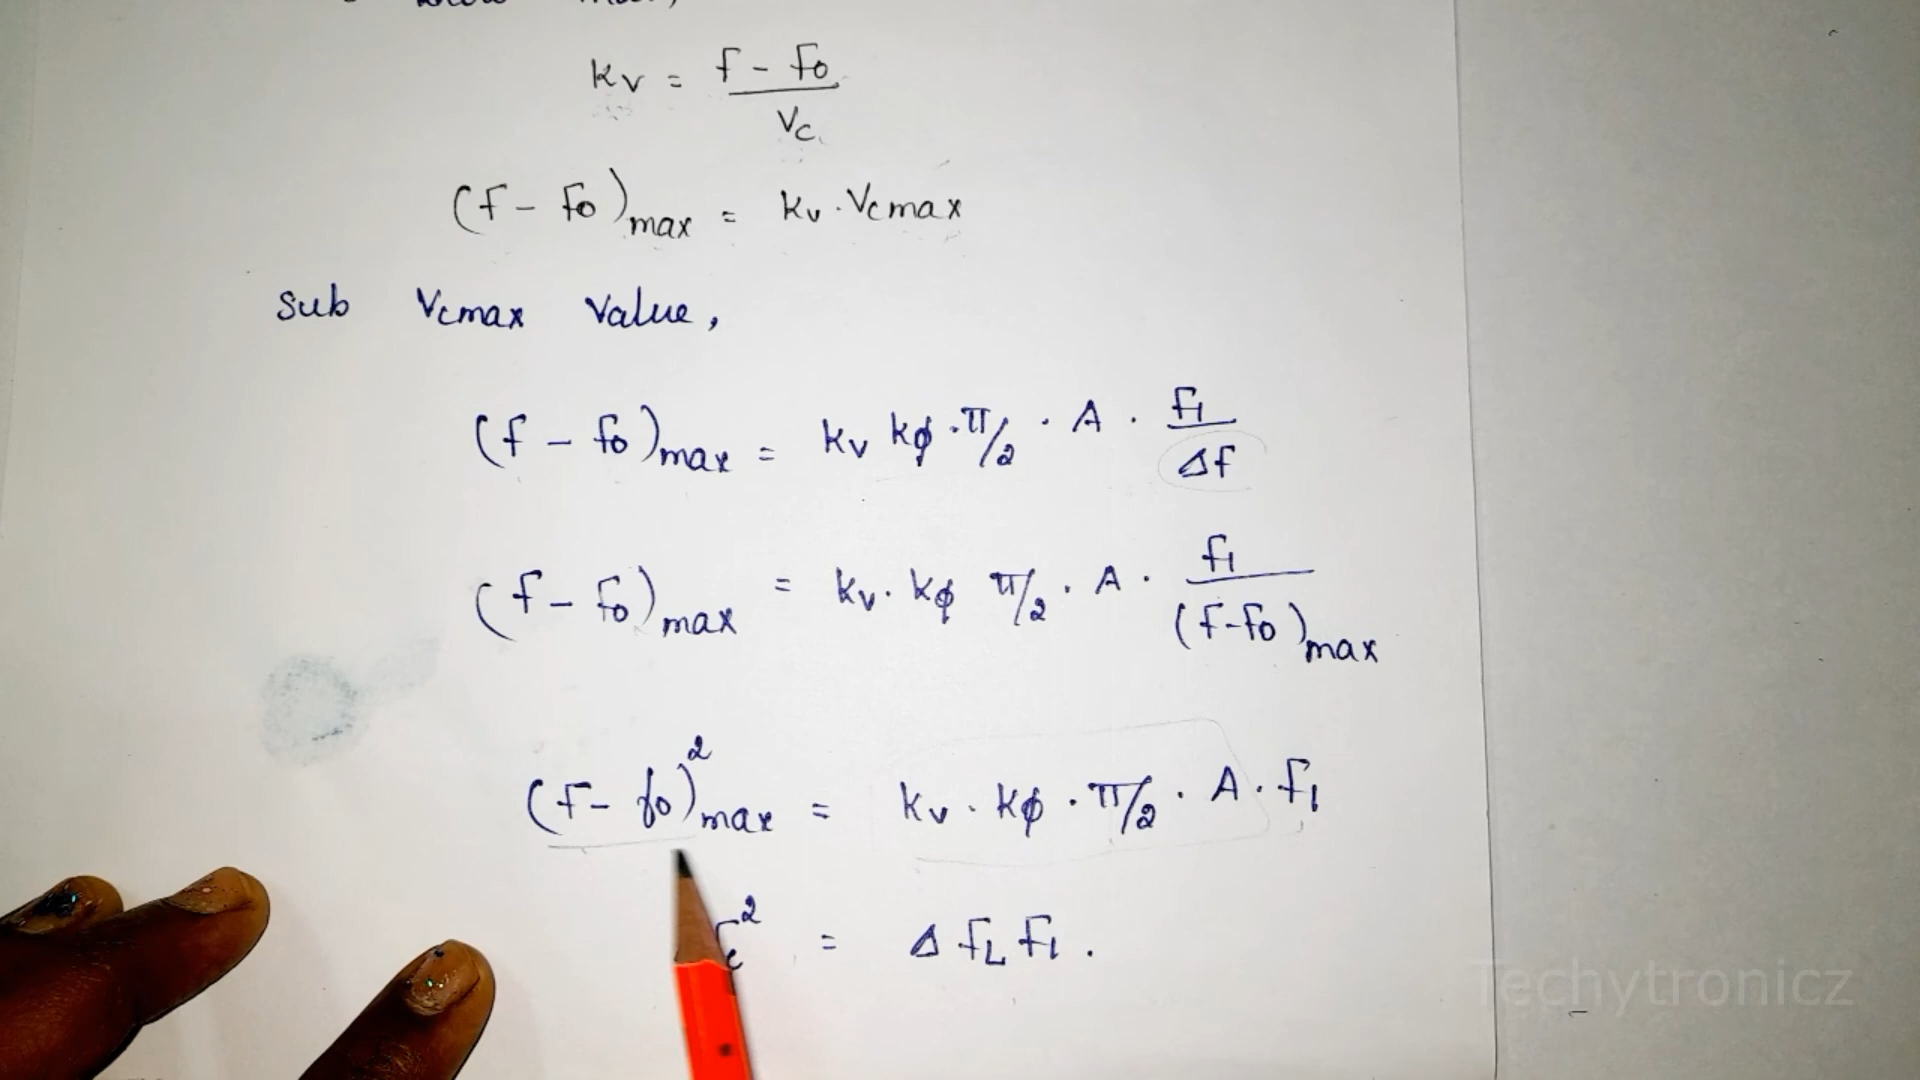 Kv = f - fo / Vc
(f - fo)max = Kv . Vcmax
Sub Vcmax Value,
(f - fo)max = Kv Kϕ . π/2 . A . f1 / Δf
(f - fo)max = Kv . Kϕ π/2 . A . f1 / (f-fo)max
(f - fo)²max = Kv . Kϕ . π/2 . A . f1
c² = Δ fL f1 .
Techytronicz